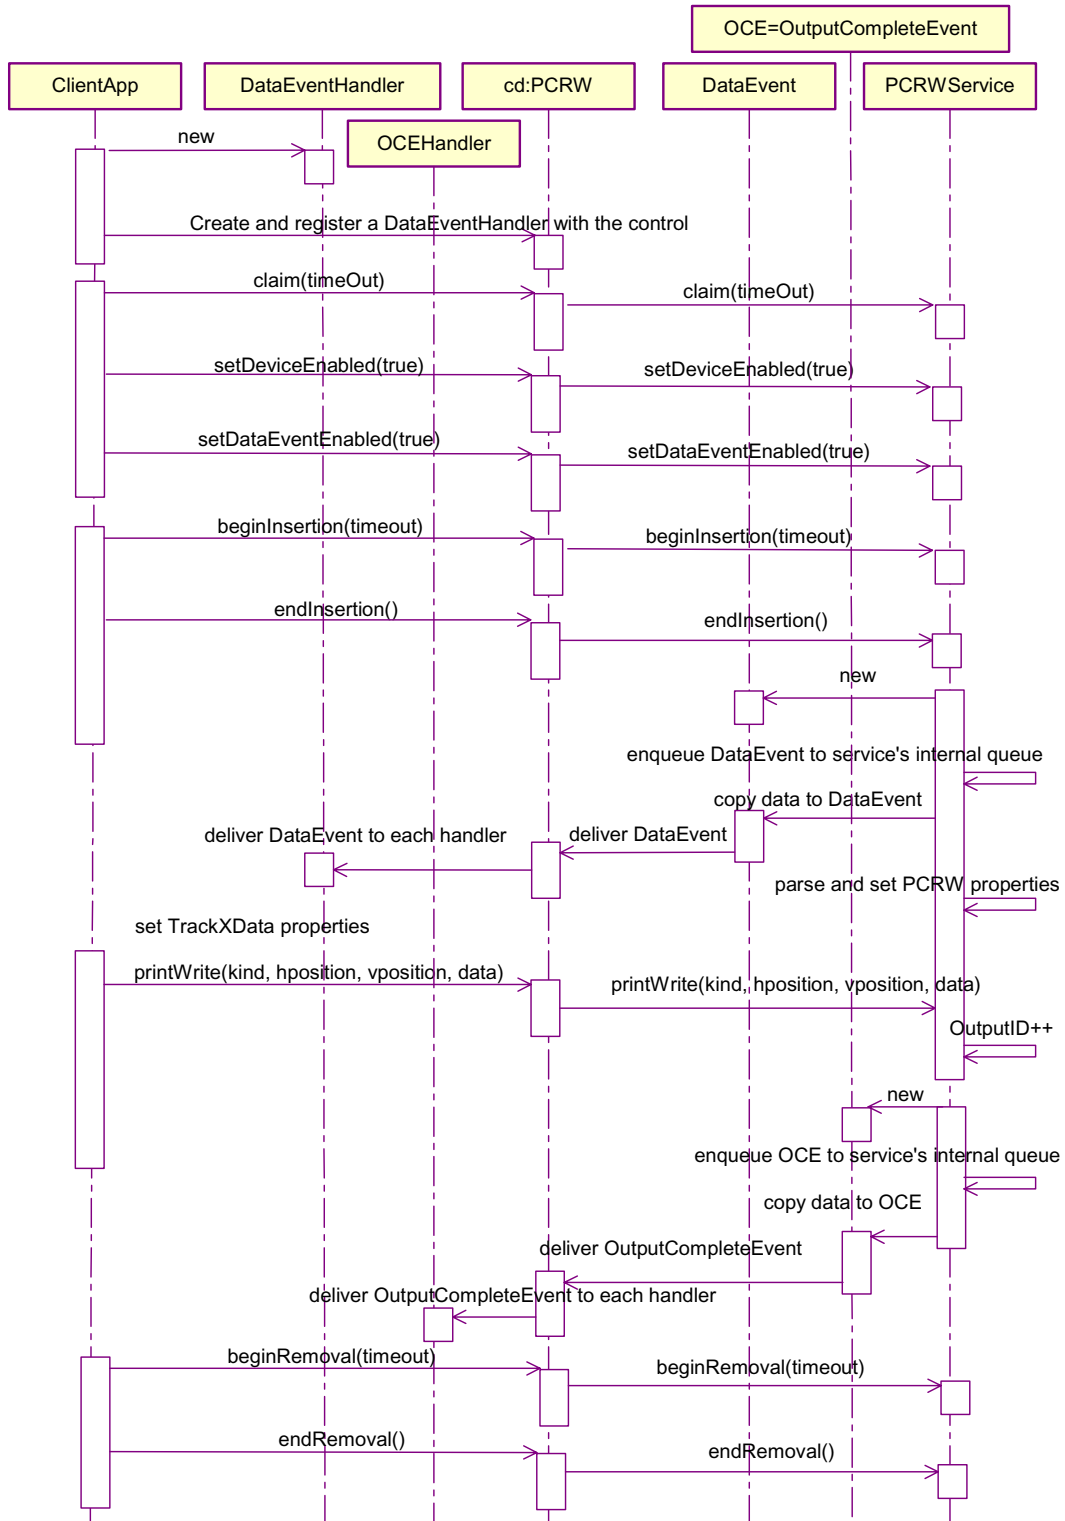 OCE=OutputCompleteEvent
ClientApp
DataEventHandler
cd:PCRW
DataEvent
PCRWService
OCEHandler
new
Create and register a DataEventHandler with the control
claim(timeOut)
claim(timeOut)
setDeviceEnabled(true)
setDeviceEnabled(true)
setDataEventEnabled(true)
setDataEventEnabled(true)
beginInsertion(timeout)
beginInsertion(timeout)
endInsertion()
endInsertion()
new
enqueue DataEvent to service's internal queue
copy data to DataEvent
deliver DataEvent to each handler
deliver DataEvent
parse and set PCRW properties
set TrackXData properties
printWrite(kind, hposition, vposition, data)
printWrite(kind, hposition, vposition, data)
OutputID++
new
enqueue OCE to service's internal queue
copy data to OCE
deliver OutputCompleteEvent
deliver OutputCompleteEvent to each handler
beginRemoval(timeout)
beginRemoval(timeout)
endRemoval()
endRemoval()